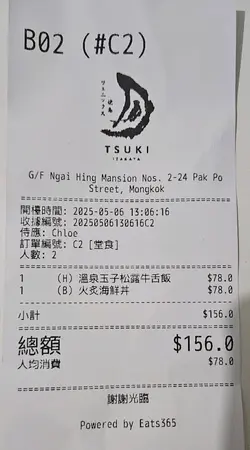 B02 (#C2)
TSUKI
IZAKAYA
G/F Ngai Hing Mansion Nos. 2-24 Pak Po
Street, Mongkok
開檯時間: 2025-05-06 13:06:16
收據編號: 20250506130616C2
侍應: Chloe
訂單編號: C2 [堂食]
人數: 2
1 (H) 溫泉玉子松露牛舌飯 $78.0
1 (B) 火炙海鮮丼 $78.0
小計 $156.0
總額 $156.0
人均消費 $78.0
謝謝光臨
Powered by Eats365